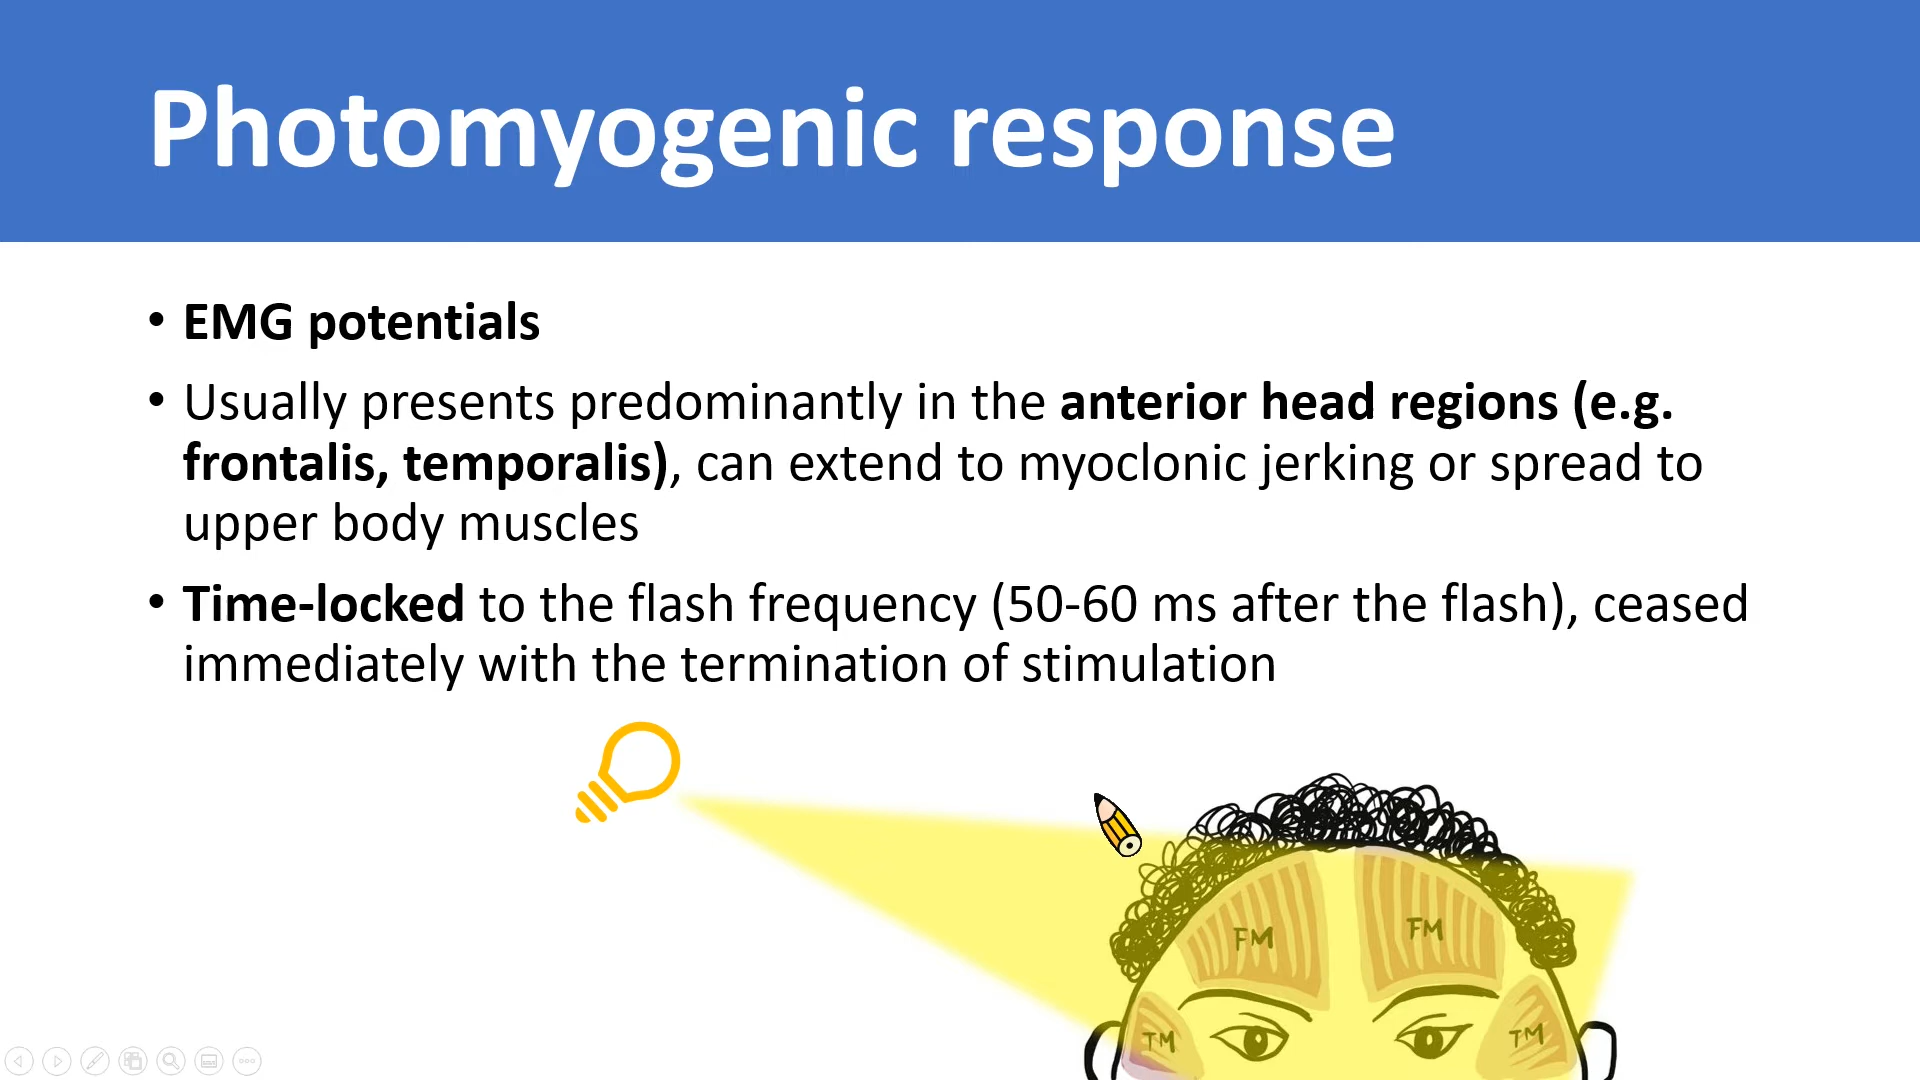 Photomyogenic response
• EMG potentials
• Usually presents predominantly in the anterior head regions (e.g.
frontalis, temporalis), can extend to myoclonic jerking or spread to
upper body muscles
• Time-locked to the flash frequency (50-60 ms after the flash), ceased
immediately with the termination of stimulation
FM
FM
TM
TM